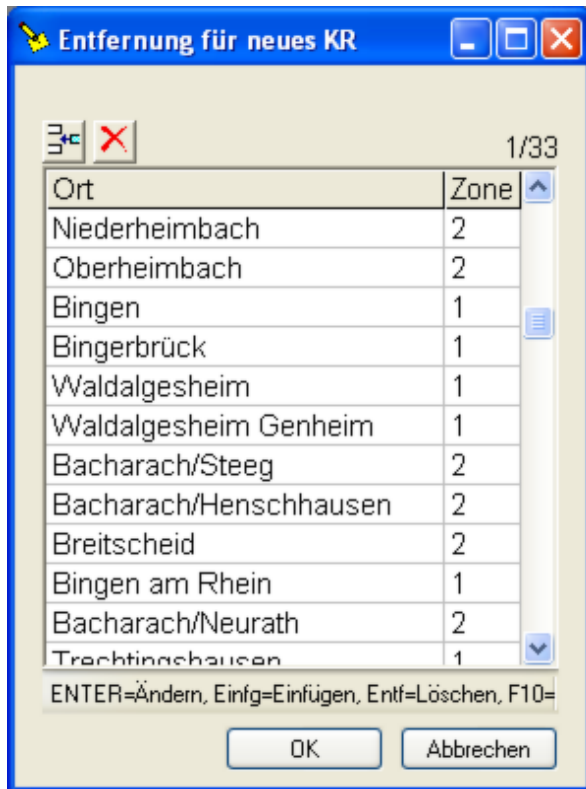 Entfernung für neues KR
1/33
Ort Zone
Niederheimbach 2
Oberheimbach 2
Bingen 1
Bingerbrück 1
Waldalgesheim 1
Waldalgesheim Genheim 1
Bacharach/Steeg 2
Bacharach/Henschhausen 2
Breitscheid 2
Bingen am Rhein 1
Bacharach/Neurath 2
Trechtingshausen 1
ENTER=Ändern, Einfg=Einfügen, Entf=Löschen, F10=
OK Abbrechen